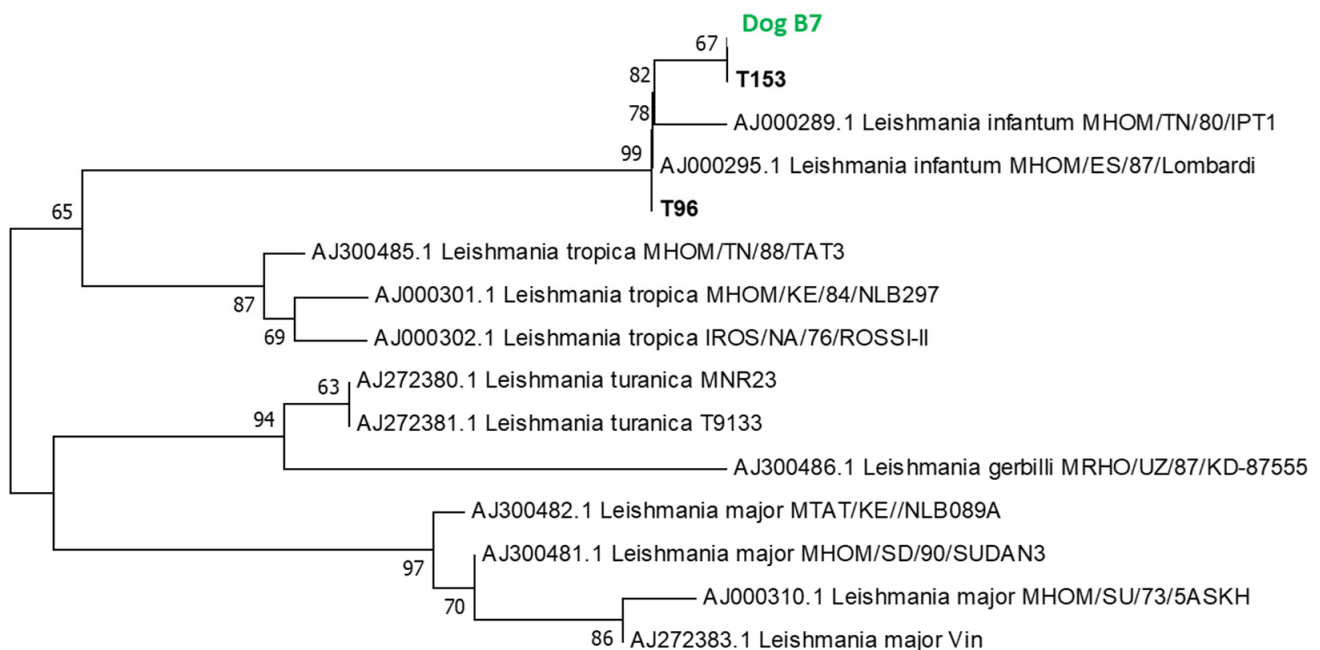 Dog B7
67
82
T153
78
AJ000289.1 Leishmania infantum MHOM/TN/80/IPT1
99
AJ000295.1 Leishmania infantum MHOM/ES/87/Lombardi
T96
65
AJ300485.1 Leishmania tropica MHOM/TN/88/TAT3
87
AJ000301.1 Leishmania tropica MHOM/KE/84/NLB297
69
AJ000302.1 Leishmania tropica IROS/NA/76/ROSSI-II
63
AJ272380.1 Leishmania turanica MNR23
94
AJ272381.1 Leishmania turanica T9133
AJ300486.1 Leishmania gerbilli MRHO/UZ/87/KD-87555
AJ300482.1 Leishmania major MTAT/KE//NLB089A
97
AJ300481.1 Leishmania major MHOM/SD/90/SUDAN3
70
AJ000310.1 Leishmania major MHOM/SU/73/5ASKH
86
AJ272383.1 Leishmania major Vin